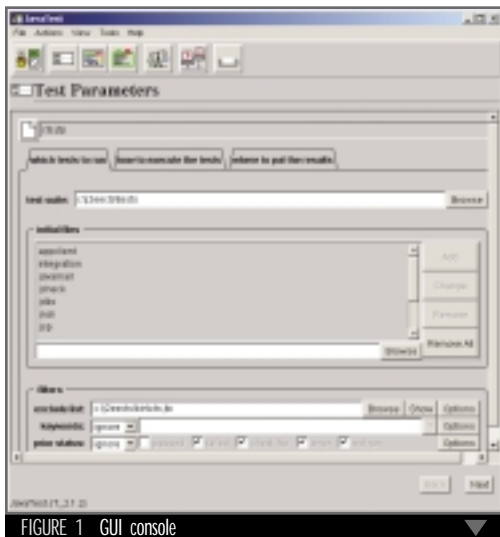 JavaTest
File Actions View Tasks Help
Test Parameters
which tests to run how to execute the tests where to put the results
test suite: Browse
initial files
appclient
integration
javamail
jdbc
jndi
jsp
Add
Change
Remove
Remove All
Browse
filters
exclude list: Browse Show Options
keywords: ignore Options
prior status: ignore passed failed check for error not run Options
Back Next
FIGURE 1 GUI console